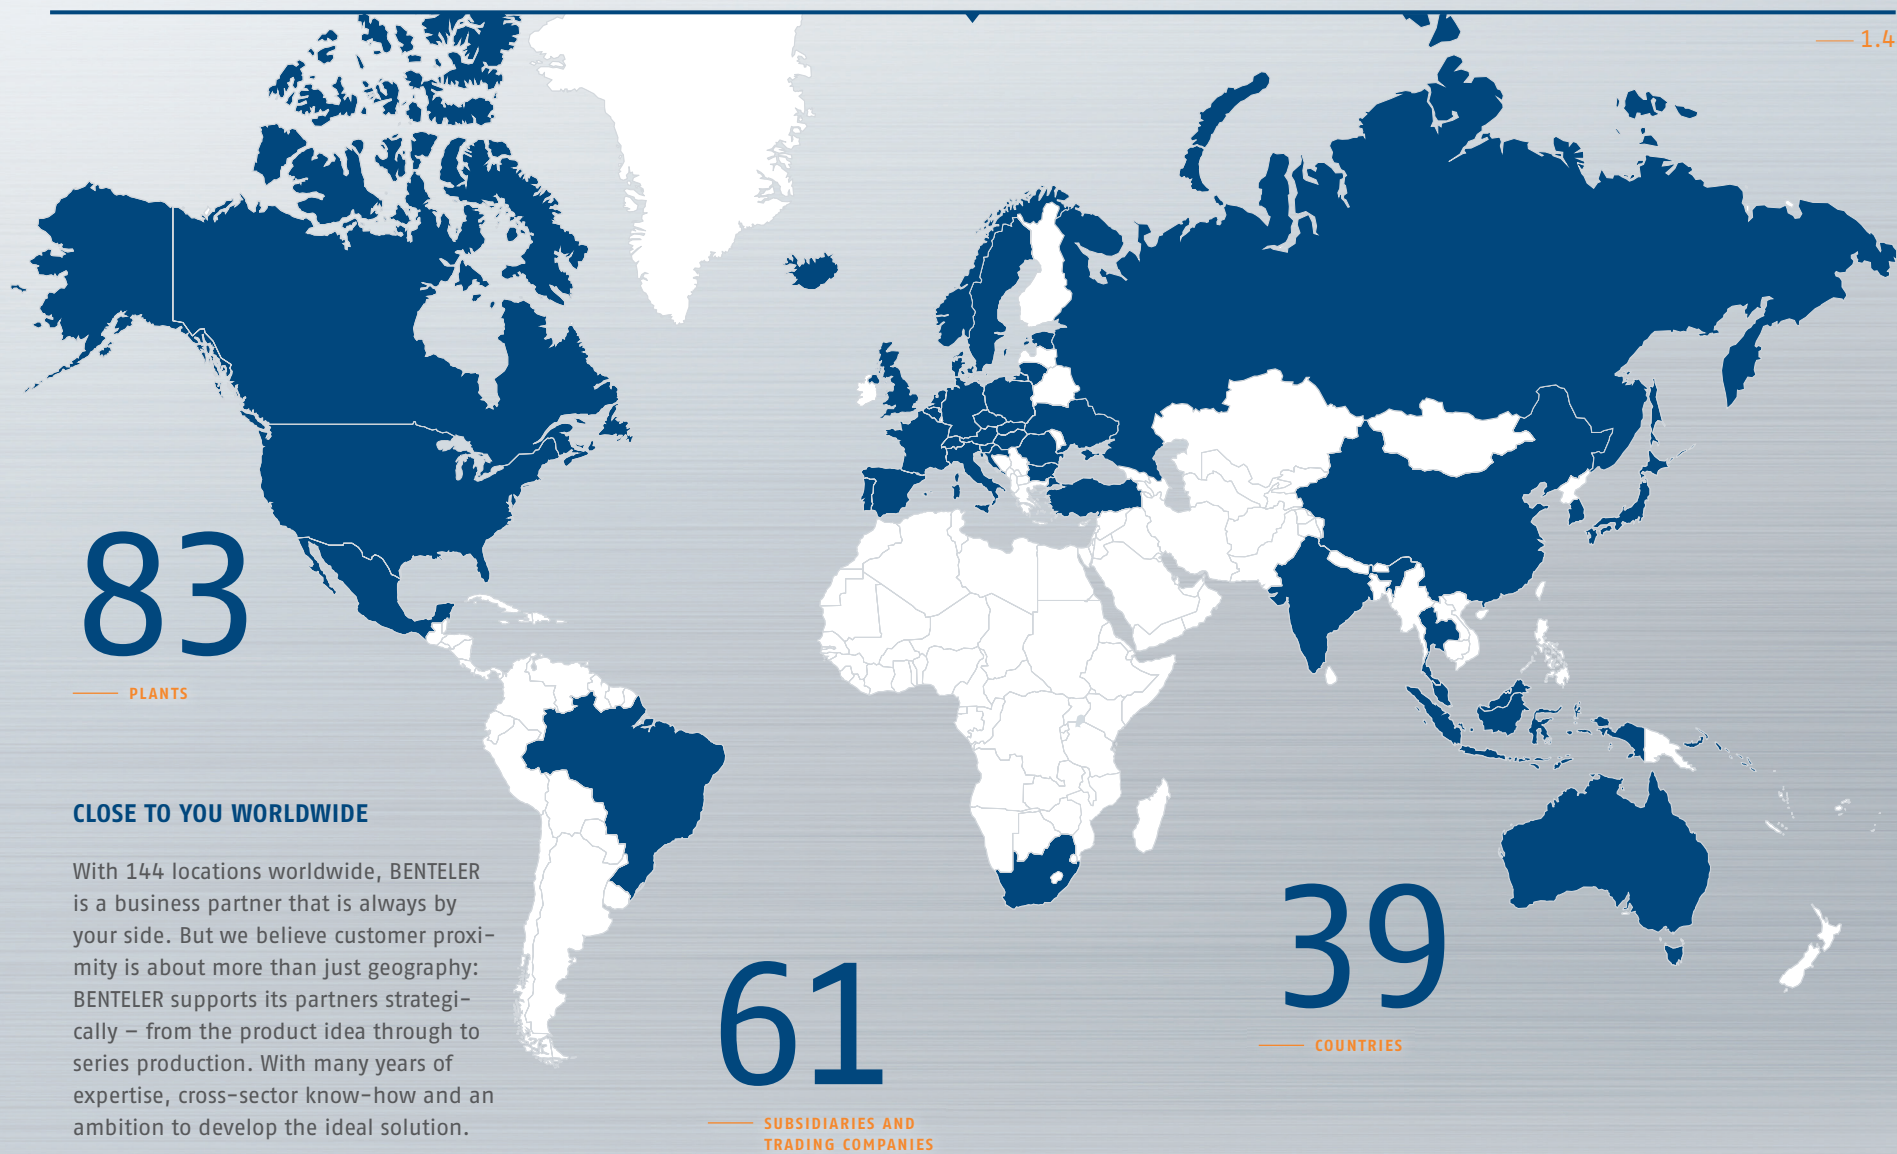 1.4
83
PLANTS
CLOSE TO YOU WORLDWIDE
With 144 locations worldwide, BENTELER
is a business partner that is always by
your side. But we believe customer proxi-
mity is about more than just geography:
BENTELER supports its partners strategi-
cally – from the product idea through to
series production. With many years of
expertise, cross-sector know-how and an
ambition to develop the ideal solution.
61
SUBSIDIARIES AND
TRADING COMPANIES
39
COUNTRIES